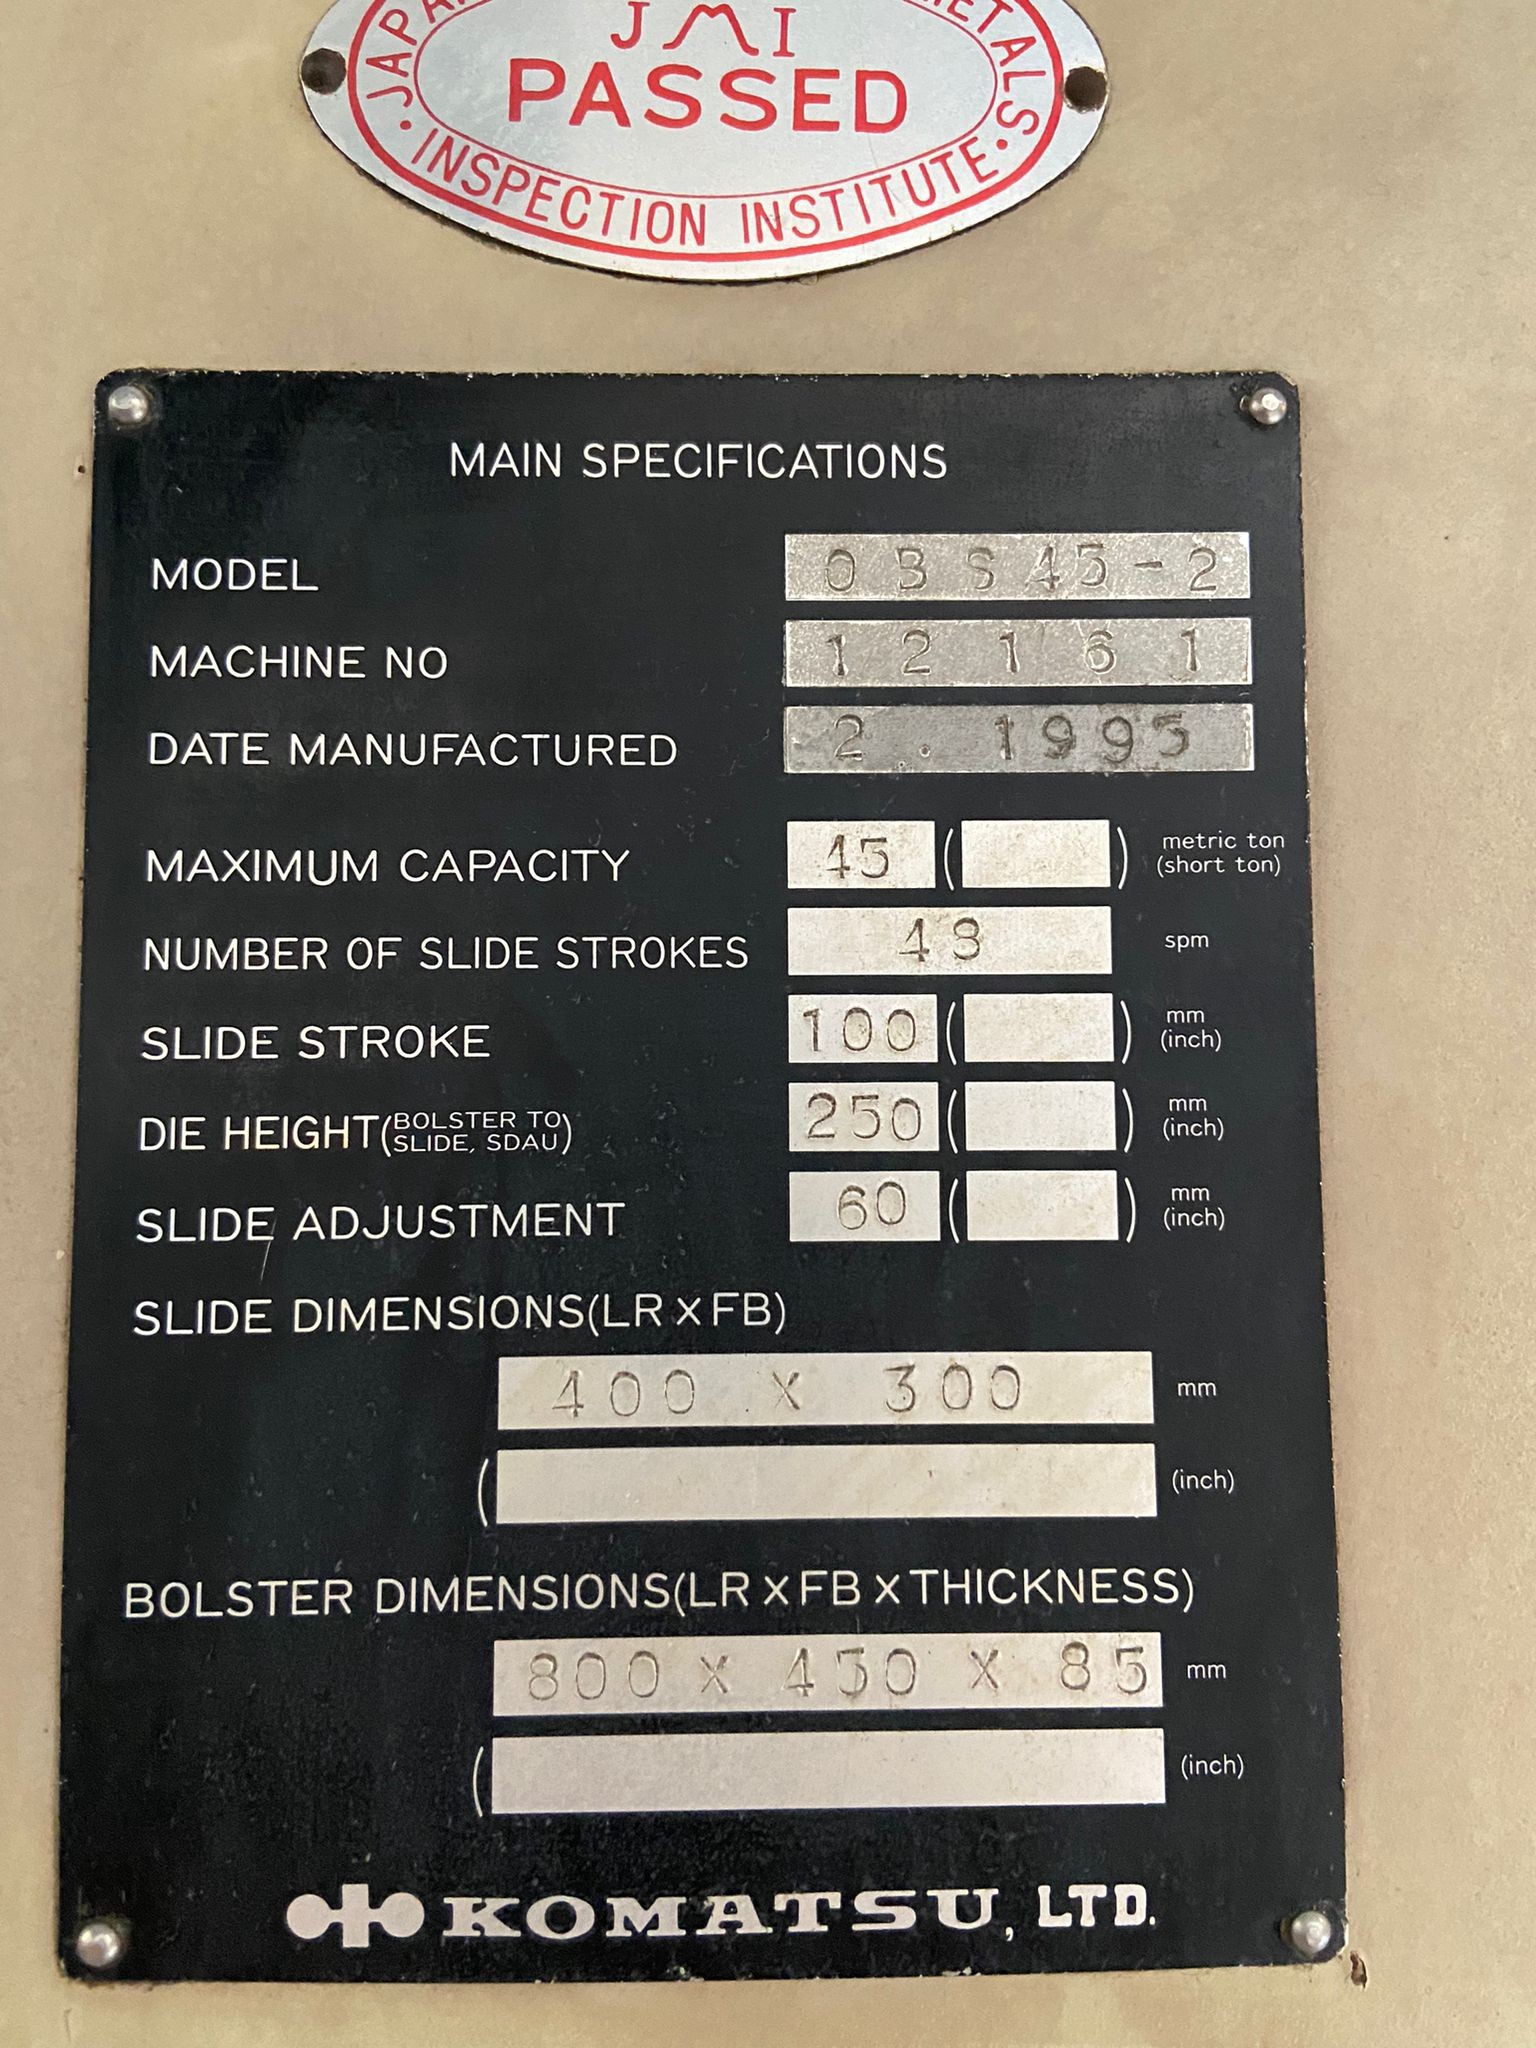 JMI
PASSED
INSPECTION INSTITUTE
MAIN SPECIFICATIONS
MODEL OBS45-2
MACHINE NO 12161
DATE MANUFACTURED 2.1995
MAXIMUM CAPACITY 45 ( ) metric ton (short ton)
NUMBER OF SLIDE STROKES 48 spm
SLIDE STROKE 100 ( ) mm (inch)
DIE HEIGHT(BOLSTER TO SLIDE, SDAU) 250 ( ) mm (inch)
SLIDE ADJUSTMENT 60 ( ) mm (inch)
SLIDE DIMENSIONS(LR X FB)
400 X 300 mm
( (inch)
BOLSTER DIMENSIONS(LR X FB X THICKNESS)
800 X 450 X 85 mm
( (inch)
KOMATSU, LTD.